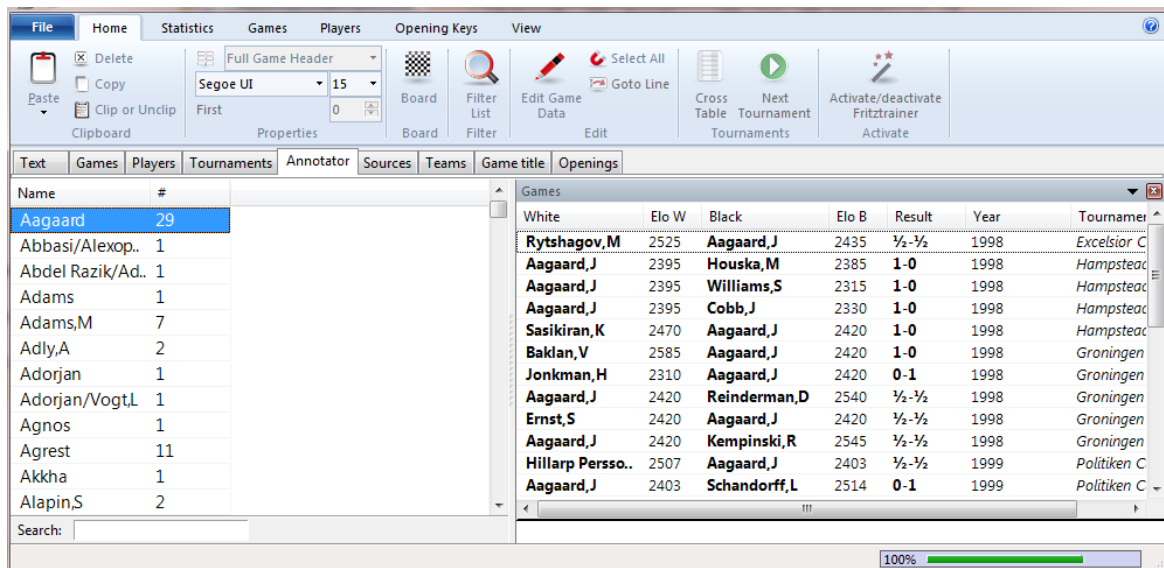 File Home Statistics Games Players Opening Keys View
Delete Full Game Header Select All
Copy Segoe UI 15 Goto Line
Paste Clip or Unclip First 0 Board Filter List Edit Game Data Cross Table Next Tournament Activate/deactivate Fritztrainer
Clipboard Properties Board Filter Edit Tournaments Activate
Text Games Players Tournaments Annotator Sources Teams Game title Openings
Name #
Aagaard 29
Abbasi/Alexop.. 1
Abdel Razik/Ad.. 1
Adams 1
Adams,M 7
Adly,A 2
Adorjan 1
Adorjan/Vogt,L 1
Agnos 1
Agrest 11
Akkha 1
Alapin,S 2
Search:
Games
White Elo W Black Elo B Result Year Tournamer
Rytshagov,M 2525 Aagaard,J 2435 ½-½ 1998 Excelsior C
Aagaard,J 2395 Houska,M 2385 1-0 1998 Hampstead
Aagaard,J 2395 Williams,S 2315 1-0 1998 Hampstead
Aagaard,J 2395 Cobb,J 2330 1-0 1998 Hampstead
Sasikiran,K 2470 Aagaard,J 2420 1-0 1998 Hampstead
Baklan,V 2585 Aagaard,J 2420 1-0 1998 Groningen
Jonkman,H 2310 Aagaard,J 2420 0-1 1998 Groningen
Aagaard,J 2420 Reinderman,D 2540 ½-½ 1998 Groningen
Ernst,S 2420 Aagaard,J 2420 ½-½ 1998 Groningen
Aagaard,J 2420 Kempinski,R 2545 ½-½ 1998 Groningen
Hillarp Persso.. 2507 Aagaard,J 2403 ½-½ 1999 Politiken C
Aagaard,J 2403 Schandorff,L 2514 0-1 1999 Politiken C
100%